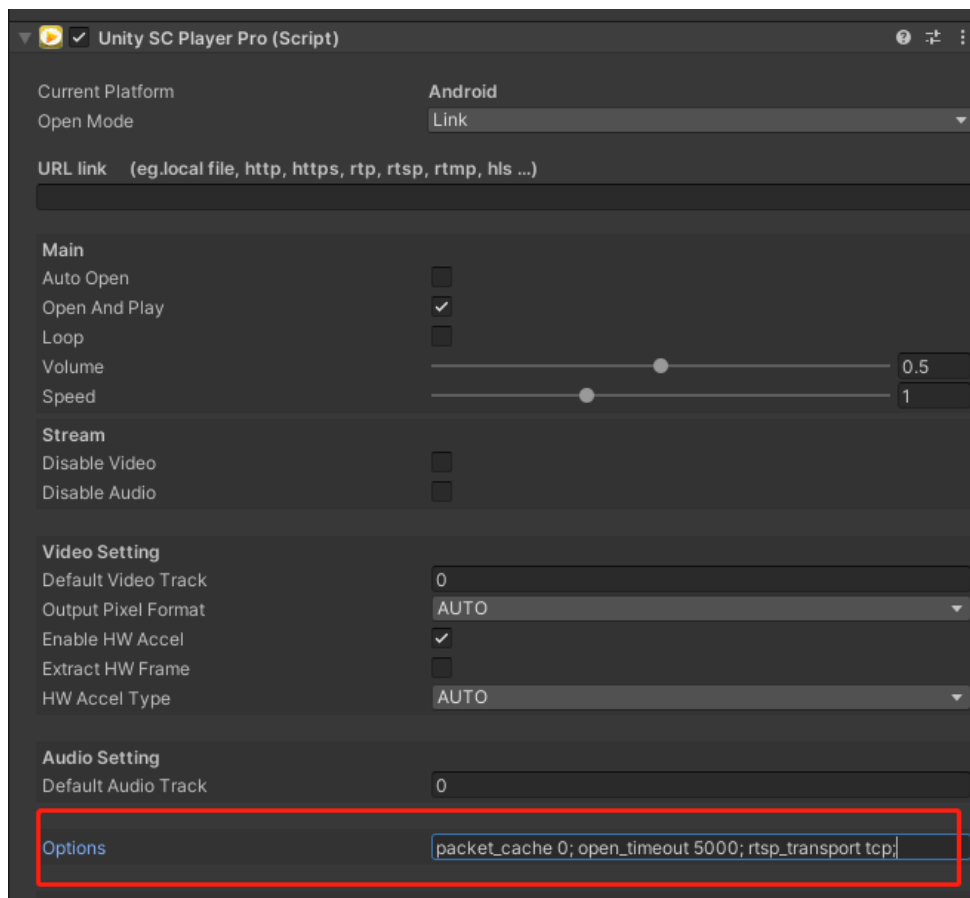 Unity SC Player Pro (Script)
Current Platform Android
Open Mode Link
URL link (eg.local file, http, https, rtp, rtsp, rtmp, hls ...)
Main
Auto Open
Open And Play
Loop
Volume 0.5
Speed 1
Stream
Disable Video
Disable Audio
Video Setting
Default Video Track 0
Output Pixel Format AUTO
Enable HW Accel
Extract HW Frame
HW Accel Type AUTO
Audio Setting
Default Audio Track 0
Options packet_cache 0; open_timeout 5000; rtsp_transport tcp;